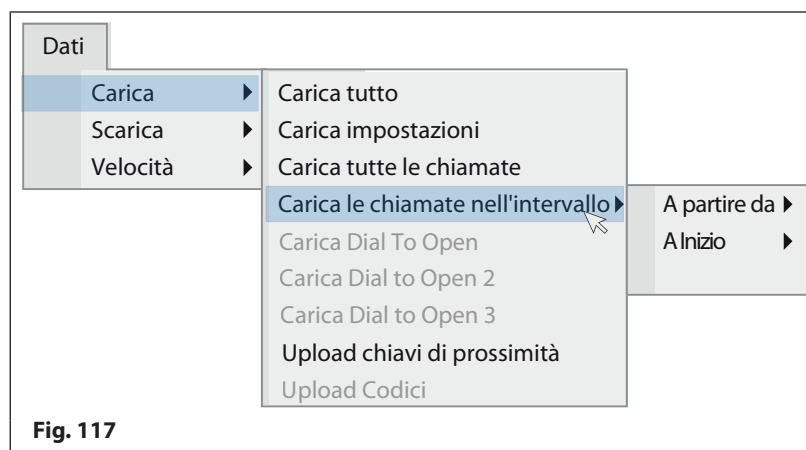 Dati
Carica
Scarica
Velocità
Carica tutto
Carica impostazioni
Carica tutte le chiamate
Carica le chiamate nell'intervallo
Carica Dial To Open
Carica Dial to Open 2
Carica Dial to Open 3
Upload chiavi di prossimità
Upload Codici
A partire da
A Inizio
Fig. 117